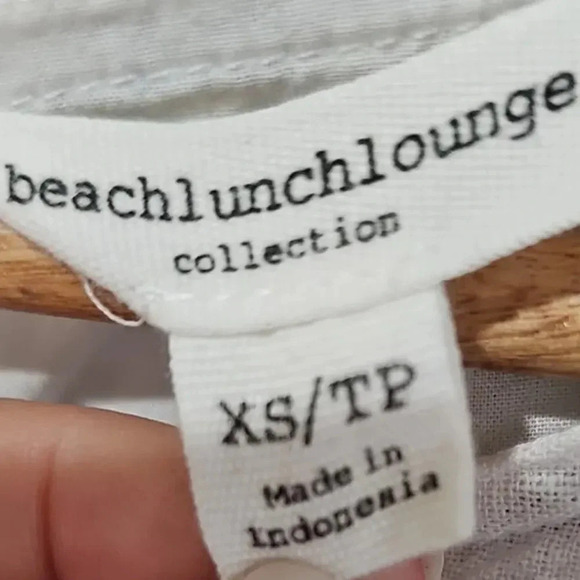 beachlunchlounge
collection
XS/TP
Made in
Indonesia